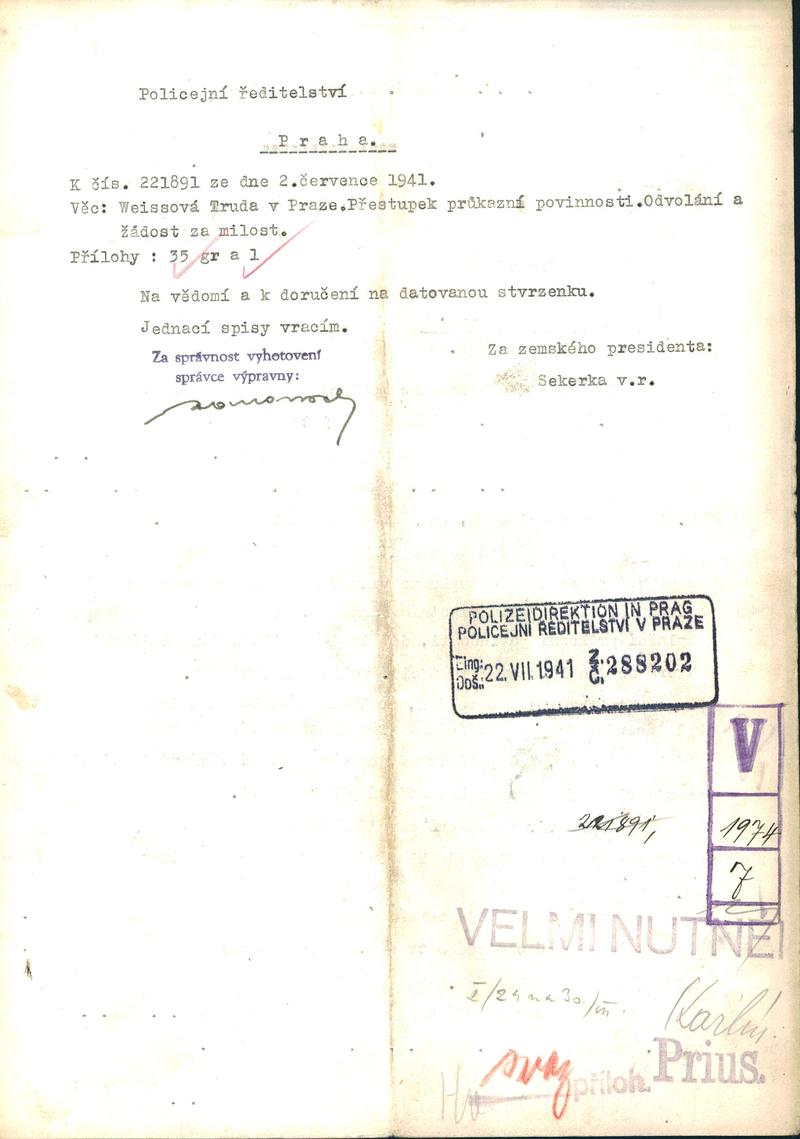 Policejní ředitelství
Praha.
K čís. 221891 ze dne 2.července 1941.
Věc: Weissová Truda v Praze.Přestupek průkazní povinnosti.Odvolání a
žádost za milost.
Přílohy : 35 gr a 1
Na vědomí a k doručení na datovanou stvrzenku.
Jednací spisy vracím.
Za správnost vyhotovení
správce výpravny:
Za zemského presidenta:
Sekerka v.r.
POLIZEIDIREKTION IN PRAG
POLICEJNÍ ŘEDITELSTVÍ V PRAZE
Eing.: Doš.: 22.VII.1941 Z. Č. 288202
V
221891,
1974
7
VELMI NUTNÉ!
Karlín.
Prius.
svaz
příloh.